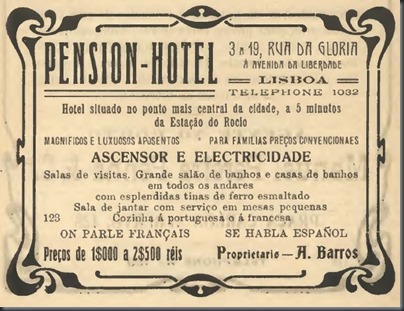 PENSION-HOTEL
3 a 19, RUA DA GLORIA
Á AVENIDA DA LIBERDADE
LISBOA
TELEPHONE 1032
Hotel situado no ponto mais central da cidade, a 5 minutos
da Estação do Rocio
MAGNIFICOS E LUXUOSOS APOSENTOS * PARA FAMILIAS PREÇOS CONVENCIONAES
ASCENSOR E ELECTRICIDADE
Salas de visitas. Grande salão de banhos e casas de banhos
em todos os andares
com esplendidas tinas de ferro esmaltado
Sala de jantar com serviço em mesas pequenas
123 Cozinha á portuguesa o á francesa
ON PARLE FRANÇAIS SE HABLA ESPAÑOL
Preços de 1$000 a 2$500 réis Proprietario — A. Barros